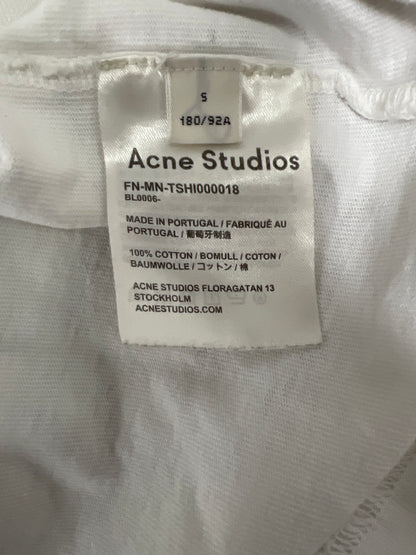 S
180/92A
Acne Studios
FN-MN-TSHI000018
BL0006-
MADE IN PORTUGAL / FABRIQUÉ AU
PORTUGAL / 葡萄牙制造
100% COTTON / BOMULL / COTON /
BAUMWOLLE / コットン / 棉
ACNE STUDIOS FLORAGATAN 13
STOCKHOLM
ACNESTUDIOS.COM